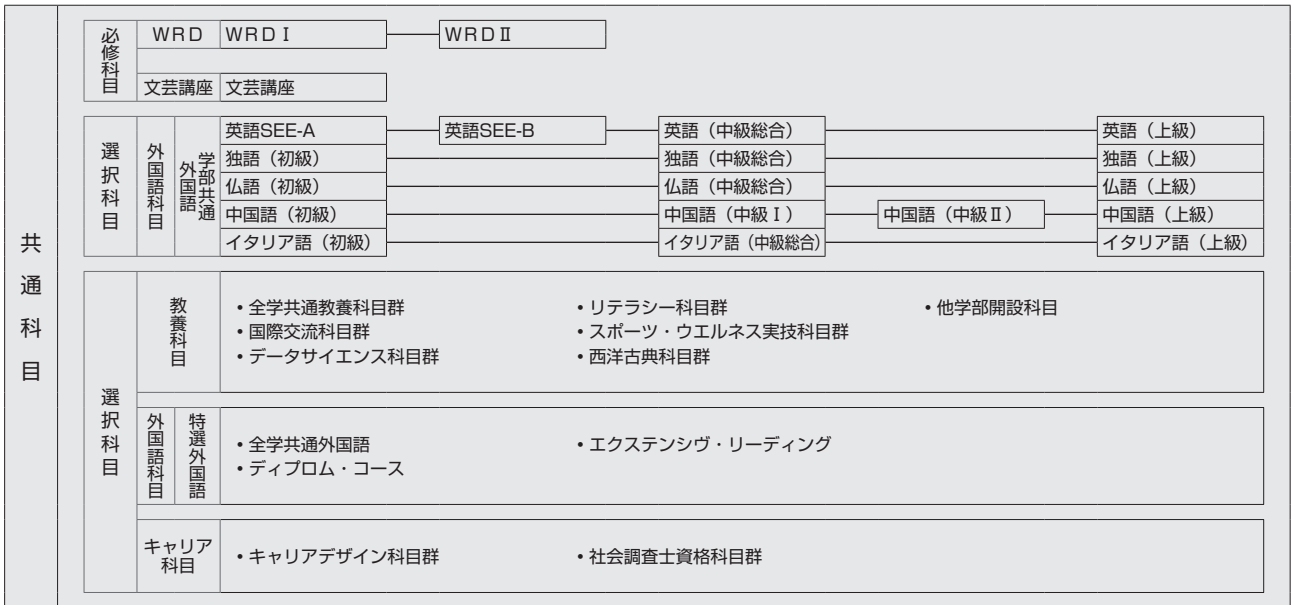 共通科目
必修科目
WRD
WRDⅠ
WRDⅡ
文芸講座
文芸講座
選択科目
外国語科目
学部共通
外国語
英語SEE-A
英語SEE-B
英語（中級総合）
英語（上級）
独語（初級）
独語（中級総合）
独語（上級）
仏語（初級）
仏語（中級総合）
仏語（上級）
中国語（初級）
中国語（中級Ⅰ）
中国語（中級Ⅱ）
中国語（上級）
イタリア語（初級）
イタリア語（中級総合）
イタリア語（上級）
選択科目
教養科目
•全学共通教養科目群
•リテラシー科目群
•他学部開設科目
•国際交流科目群
•スポーツ・ウエルネス実技科目群
•データサイエンス科目群
•西洋古典科目群
外国語科目
特選外国語
•全学共通外国語
•エクステンシヴ・リーディング
•ディプロム・コース
キャリア
科目
•キャリアデザイン科目群
•社会調査士資格科目群